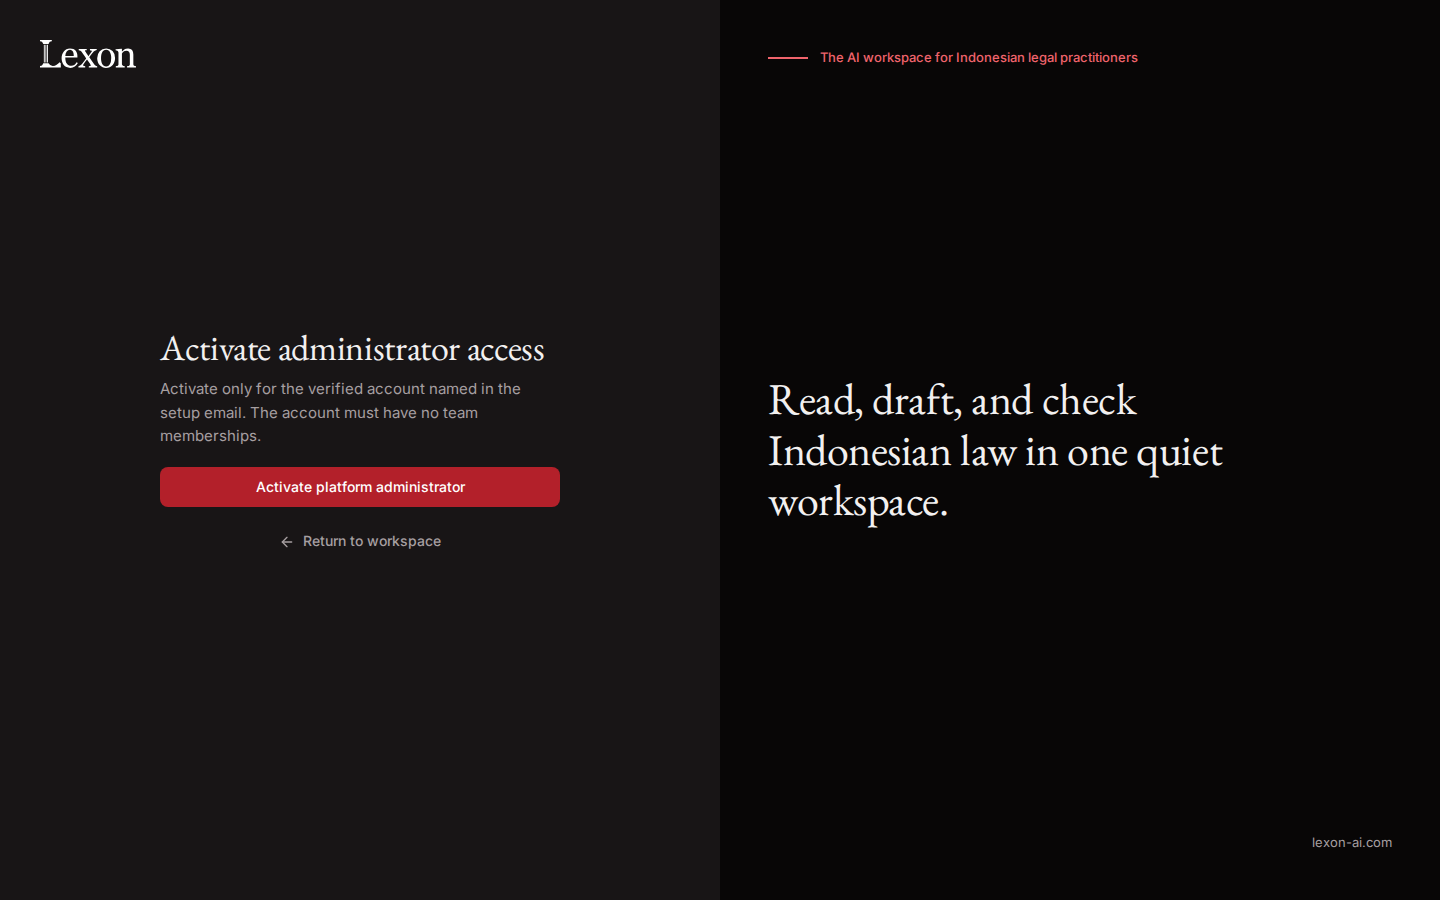 Lexon
Activate administrator access
Activate only for the verified account named in the
setup email. The account must have no team
memberships.
Activate platform administrator
← Return to workspace
The AI workspace for Indonesian legal practitioners
Read, draft, and check
Indonesian law in one quiet
workspace.
lexon-ai.com